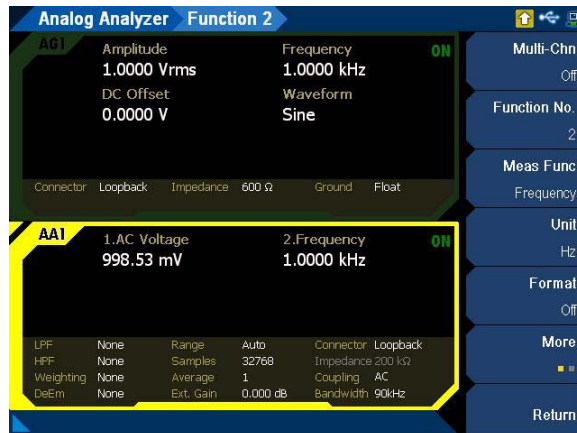 Analog Analyzer Function 2
AG1
Amplitude Frequency ON
1.0000 Vrms 1.0000 kHz
DC Offset Waveform
0.0000 V Sine
Connector Loopback Impedance 600 Ω Ground Float
AA1
1.AC Voltage 2.Frequency ON
998.53 mV 1.0000 kHz
LPF None Range Auto Connector Loopback
HPF None Samples 32768 Impedance 200 kΩ
Weighting None Average 1 Coupling AC
DeEm None Ext. Gain 0.000 dB Bandwidth 90kHz
Multi-Chn
Off
Function No.
2
Meas Func
Frequency
Unit
Hz
Format
Off
More
Return